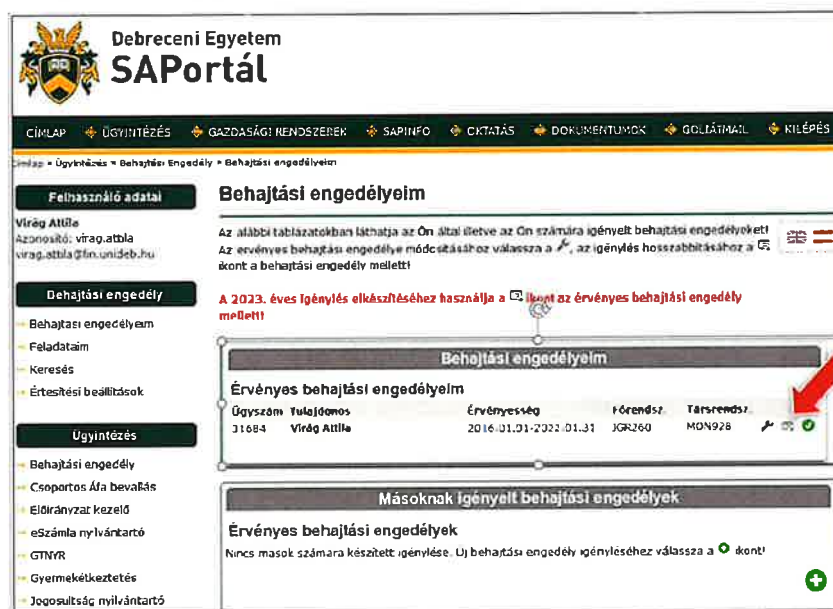 Debreceni Egyetem
SAPortál
CÍMLAP ÜGYINTÉZÉS GAZDASÁGI RENDSZEREK SAPINFO OKTATÁS DOKUMENTUMOK GÓLIÁTMAIL KILÉPÉS
Címlap » Ügyintézés » Behajtási Engedély » Behajtási engedélyeim
Felhasználó adatai
Virág Attila
Azonosító: virag.attila
virag.attila@fin.unideb.hu
Behajtási engedély
Behajtási engedélyeim
Feladataim
Keresés
Értesítési beállítások
Ügyintézés
Behajtási engedély
Csoportos Áfa bevallás
Előirányzat kezelő
eSzámla nyilvántartó
GTNYR
Gyermekétkeztetés
Jogosultság nyilvántartó
Behajtási engedélyeim
Az alábbi táblázatokban láthatja az Ön által illetve az Ön számára igényelt behajtási engedélyeket!
Az érvényes behajtási engedélye módosításához válassza a , az igénylés hosszabbításához a
ikont a behajtási engedély mellett!
A 2023. éves igénylés elkészítéséhez használja a ikont az érvényes behajtási engedély
mellett!
Behajtási engedélyeim
Érvényes behajtási engedélyeim
Ügyszám Tulajdonos Érvényesség Főrendsz. Társrendsz.
31684 Virág Attila 2016.01.01-2022.01.31 JGR260 MON928
Másoknak igényelt behajtási engedélyek
Érvényes behajtási engedélyek
Nincs mások számára készített igénylése. Új behajtási engedély igényléséhez válassza a ikont!